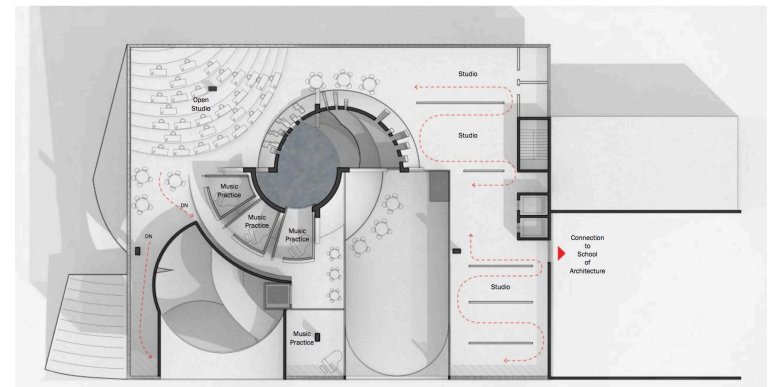 Studio
Open
Studio
Studio
Music
Practice
DN
Music
Practice
Music
Practice
DN
Connection
to
School
of
Architecture
Studio
Music
Practice